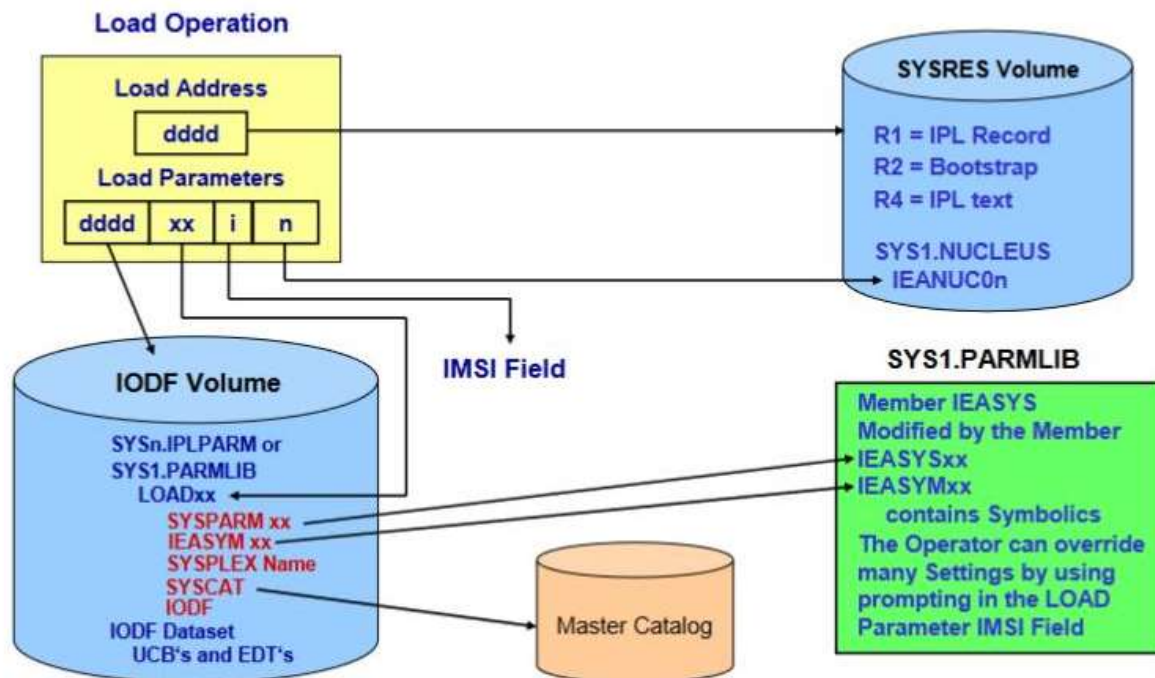 Load Operation
Load Address
dddd
Load Parameters
dddd xx i n
SYSRES Volume
R1 = IPL Record
R2 = Bootstrap
R4 = IPL text
SYS1.NUCLEUS
IEANUC0n
IMSI Field
IODF Volume
SYSn.IPLPARM or
SYS1.PARMLIB
LOADxx
SYSPARM xx
IEASYM xx
SYSPLEX Name
SYSCAT
IODF
IODF Dataset
UCB's and EDT's
Master Catalog
SYS1.PARMLIB
Member IEASYS
Modified by the Member
IEASYSxx
IEASYMxx
contains Symbolics
The Operator can override
many Settings by using
prompting in the LOAD
Parameter IMSI Field